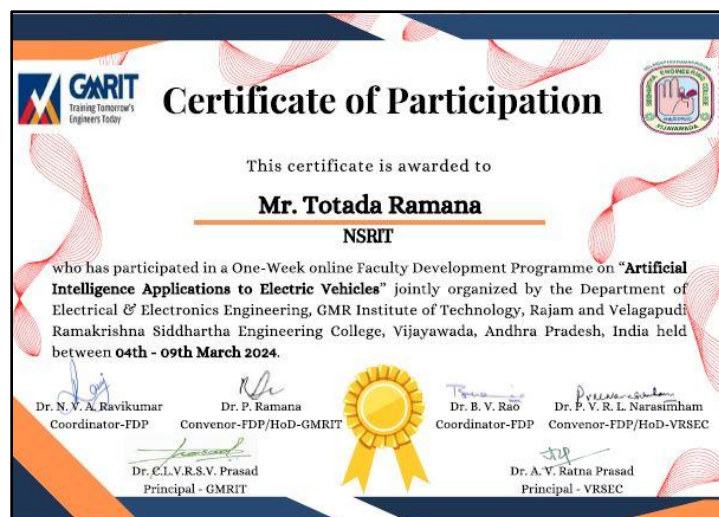 GMRIT
Training Tomorrow's
Engineers Today
Certificate of Participation
SIDDHARTHA ENGINEERING COLLEGE
VIJAYAWADA
This certificate is awarded to
Mr. Totada Ramana
NSRIT
who has participated in a One-Week online Faculty Development Programme on “Artificial
Intelligence Applications to Electric Vehicles” jointly organized by the Department of
Electrical & Electronics Engineering, GMR Institute of Technology, Rajam and Velagapudi
Ramakrishna Siddhartha Engineering College, Vijayawada, Andhra Pradesh, India held
between 04th - 09th March 2024.
Dr. N. V. A. Ravikumar
Coordinator-FDP
Dr. P. Ramana
Convenor-FDP/HoD-GMRIT
Dr. B. V. Rao
Coordinator-FDP
Dr. P. V. R. L. Narasimham
Convenor-FDP/HoD-VRSEC
Dr. C.L.V.R.S.V. Prasad
Principal - GMRIT
Dr. A. V. Ratna Prasad
Principal - VRSEC